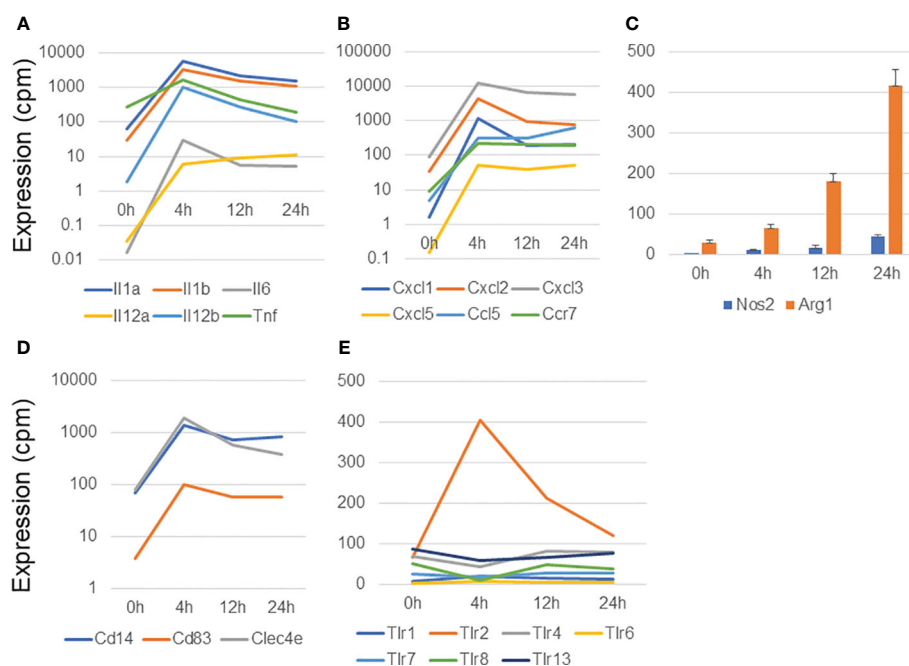 A
Expression (cpm)
10000
1000
100
10
1
0.1
0.01
0h 4h 12h 24h
Il1a Il1b Il6
Il12a Il12b Tnf
B
100000
10000
1000
100
10
1
0.1
0h 4h 12h 24h
Cxcl1 Cxcl2 Cxcl3
Cxcl5 Ccl5 Ccr7
C
500
400
300
200
100
0
0h 4h 12h 24h
Nos2 Arg1
D
Expression (cpm)
10000
1000
100
10
1
0h 4h 12h 24h
Cd14 Cd83 Clec4e
E
500
400
300
200
100
0
0h 4h 12h 24h
Tlr1 Tlr2 Tlr4 Tlr6
Tlr7 Tlr8 Tlr13